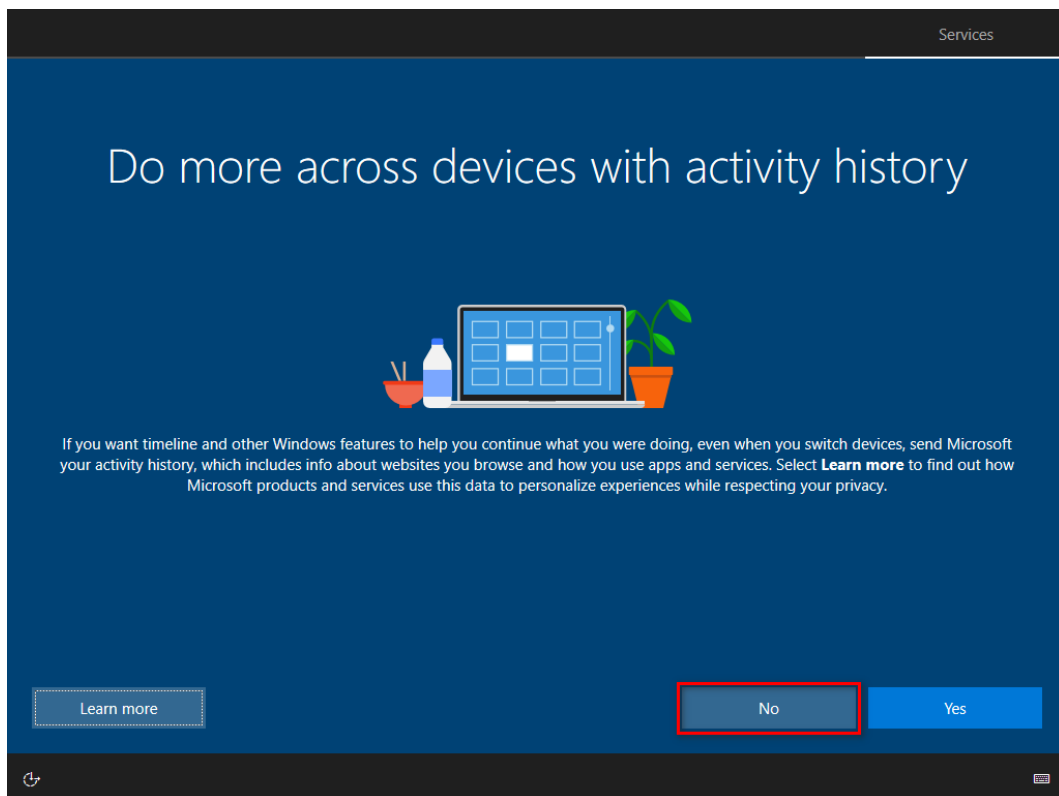 Services
Do more across devices with activity history
If you want timeline and other Windows features to help you continue what you were doing, even when you switch devices, send Microsoft
your activity history, which includes info about websites you browse and how you use apps and services. Select Learn more to find out how
Microsoft products and services use this data to personalize experiences while respecting your privacy.
Learn more
No
Yes